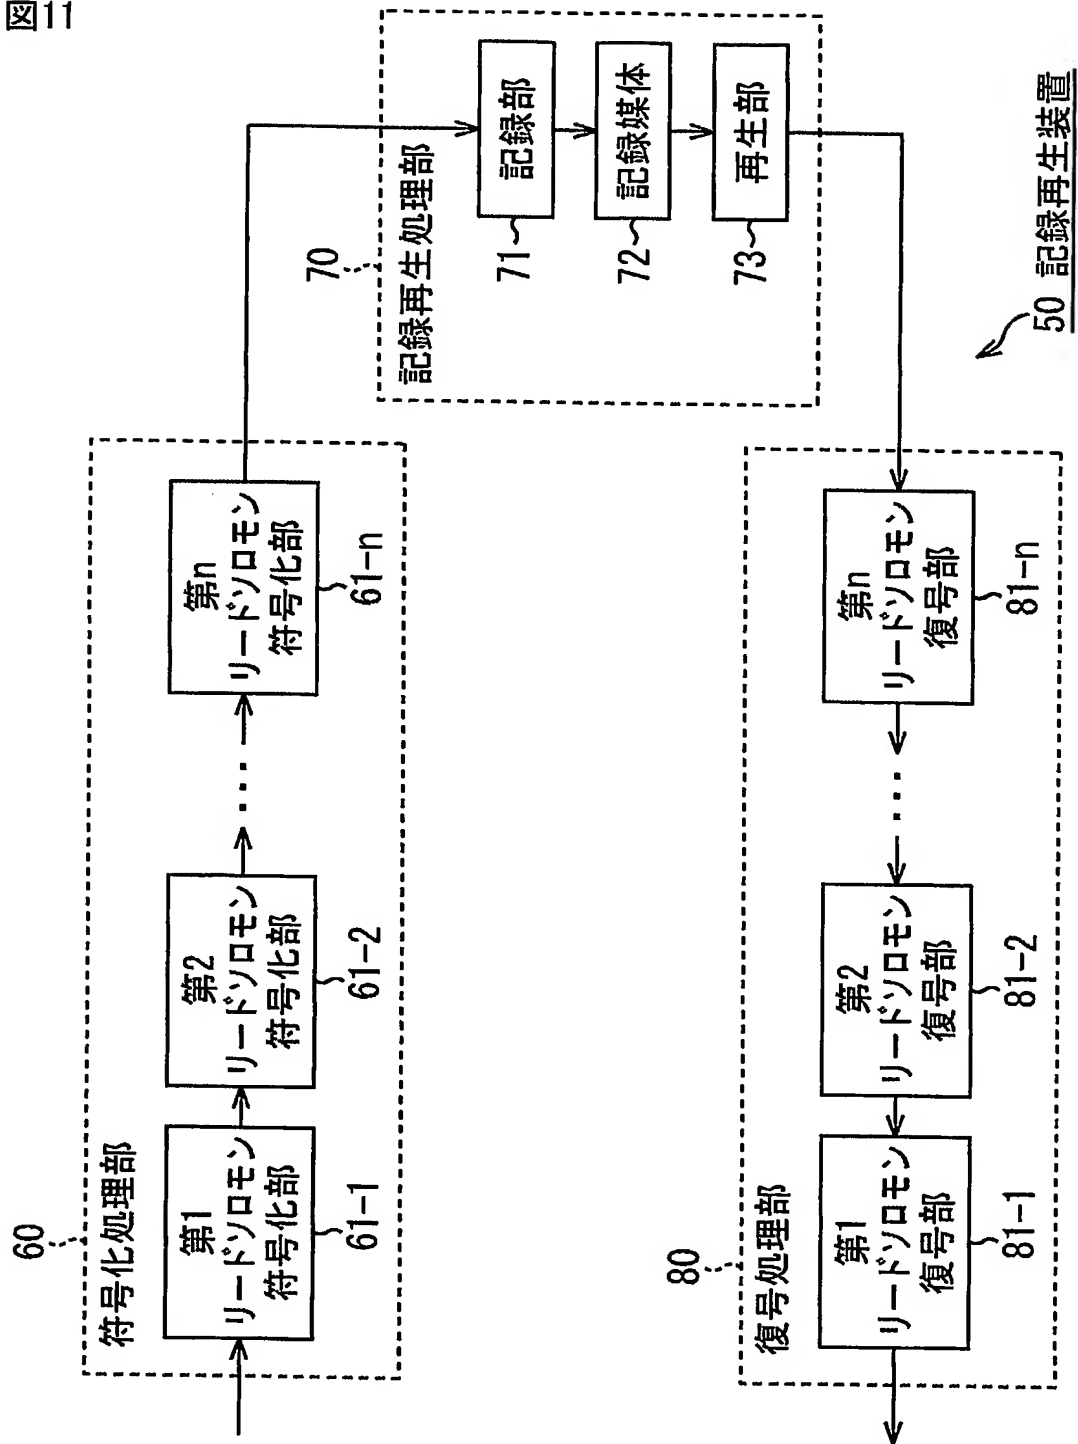 図11
60
符号化処理部
第1
リードソロモン
符号化部
61-1
第2
リードソロモン
符号化部
61-2
・・・
第n
リードソロモン
符号化部
61-n
70
記録再生処理部
記録部
71
記録媒体
72
再生部
73
80
復号処理部
第1
リードソロモン
復号部
81-1
第2
リードソロモン
復号部
81-2
・・・
第n
リードソロモン
復号部
81-n
50 記録再生装置